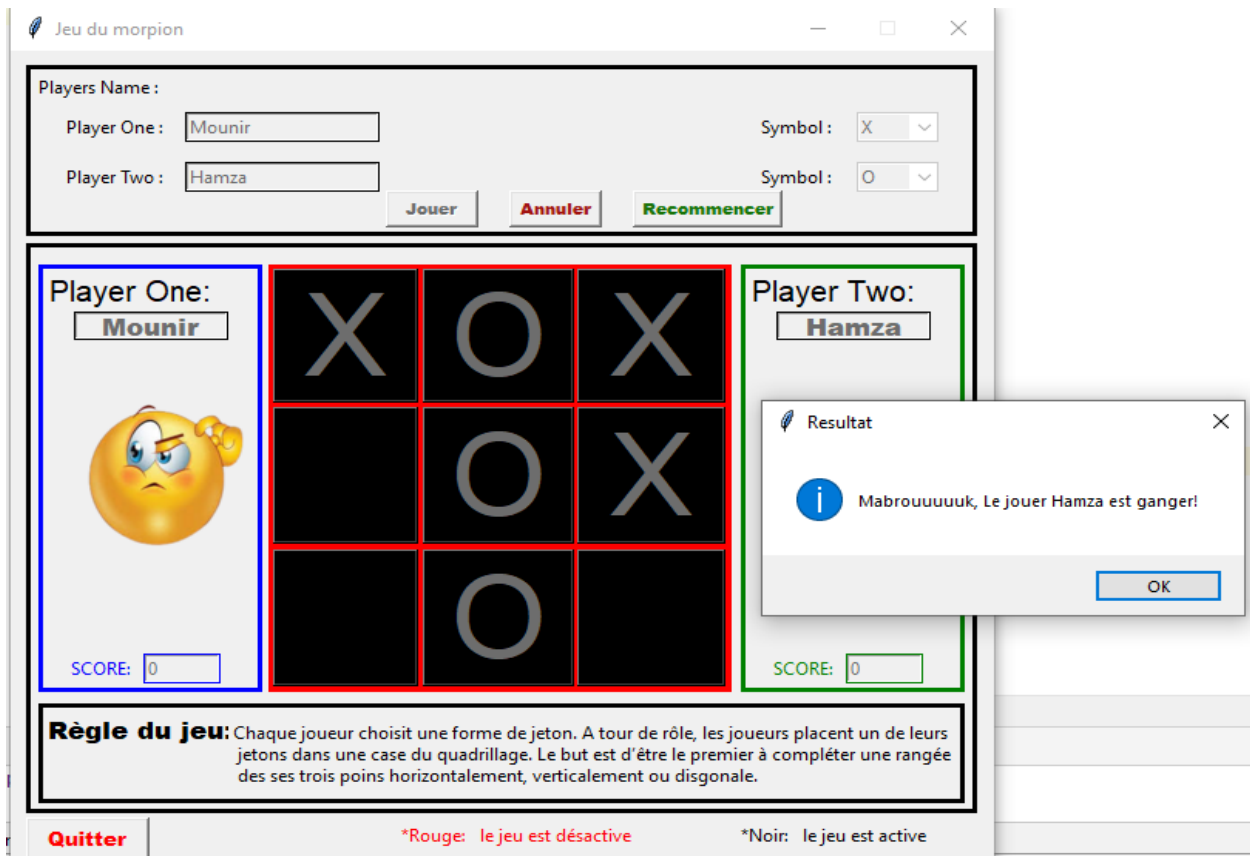 Jeu du morpion
Players Name :
Player One : Mounir Symbol : X
Player Two : Hamza Symbol : O
Jouer Annuler Recommencer
Player One:
Mounir
X O X
O X
O
Player Two:
Hamza
Resultat
Mabrouuuuuk, Le jouer Hamza est ganger!
OK
SCORE: 0
SCORE: 0
Règle du jeu: Chaque joueur choisit une forme de jeton. A tour de rôle, les joueurs placent un de leurs
jetons dans une case du quadrillage. Le but est d'être le premier à compléter une rangée
des ses trois poins horizontalement, verticalement ou disgonale.
Quitter *Rouge: le jeu est désactive *Noir: le jeu est active